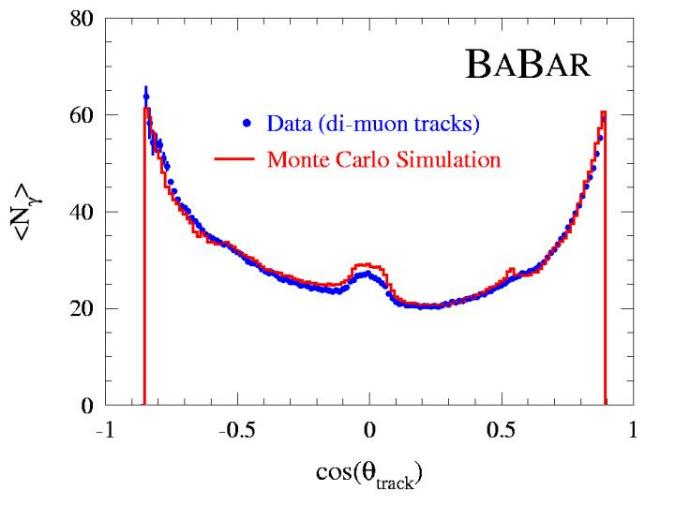 80
BABAR
60
Data (di-muon tracks)
Monte Carlo Simulation
<Nγ>
40
20
0
-1 -0.5 0 0.5 1
cos(θtrack)